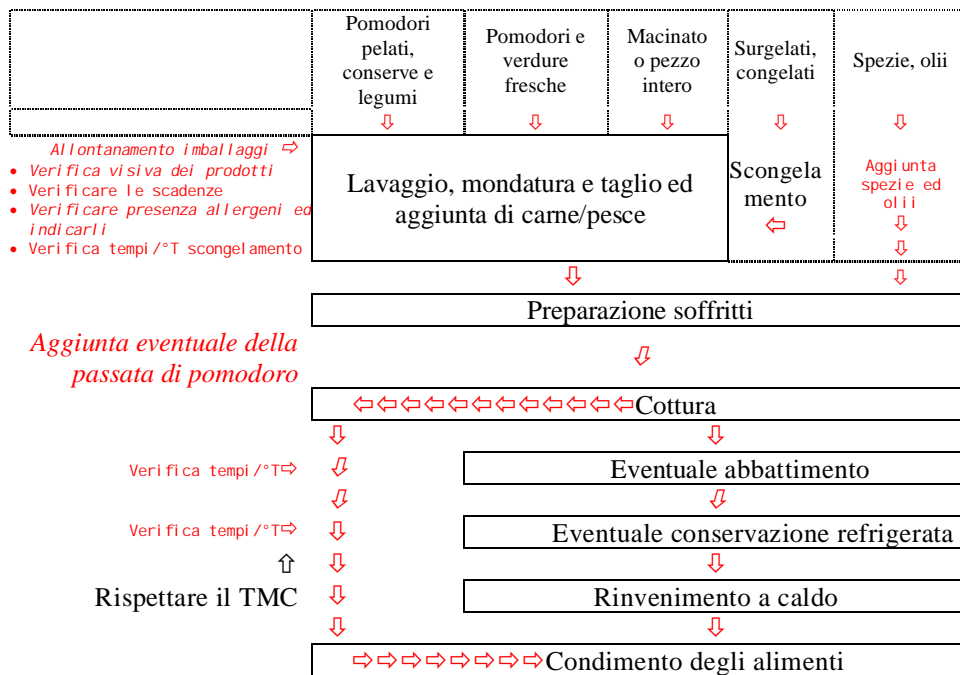 Pomodori
pelati,
conserve e
legumi
Pomodori e
verdure
fresche
Macinato
o pezzo
intero
Surgelati,
congelati
Spezie, olii
⇩ ⇩ ⇩ ⇩ ⇩
Allontanamento imballaggi ⇨
• Verifica visiva dei prodotti
• Verificare le scadenze
• Verificare presenza allergeni ed
indicarli
• Verifica tempi/°T scongelamento
Lavaggio, mondatura e taglio ed
aggiunta di carne/pesce
Scongela
mento
⇦
Aggiunta
spezie ed
olii
⇩
⇩
⇩ ⇩
Preparazione soffritti
Aggiunta eventuale della
passata di pomodoro
⇩
⇦⇦⇦⇦⇦⇦⇦⇦⇦⇦⇦⇦Cottura
⇩ ⇩
Verifica tempi/°T⇨ ⇩ Eventuale abbattimento
⇩ ⇩
Verifica tempi/°T⇨ ⇩ Eventuale conservazione refrigerata
⇧ ⇩ ⇩
Rispettare il TMC ⇩ Rinvenimento a caldo
⇩ ⇩
⇨⇨⇨⇨⇨⇨⇨⇨Condimento degli alimenti